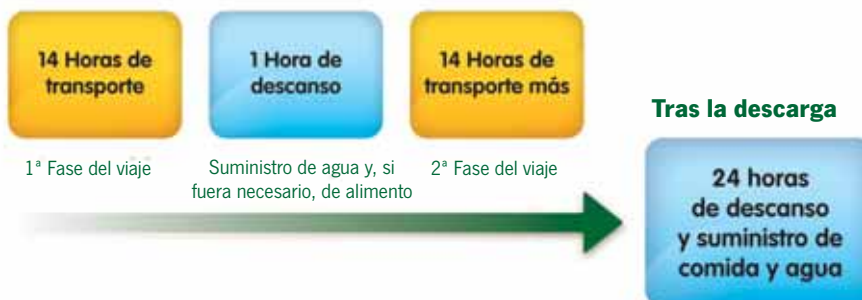 14 Horas de
transporte
1 Hora de
descanso
14 Horas de
transporte más
1ª Fase del viaje
Suministro de agua y, si
fuera necesario, de alimento
2ª Fase del viaje
Tras la descarga
24 horas
de descanso
y suministro de
comida y agua